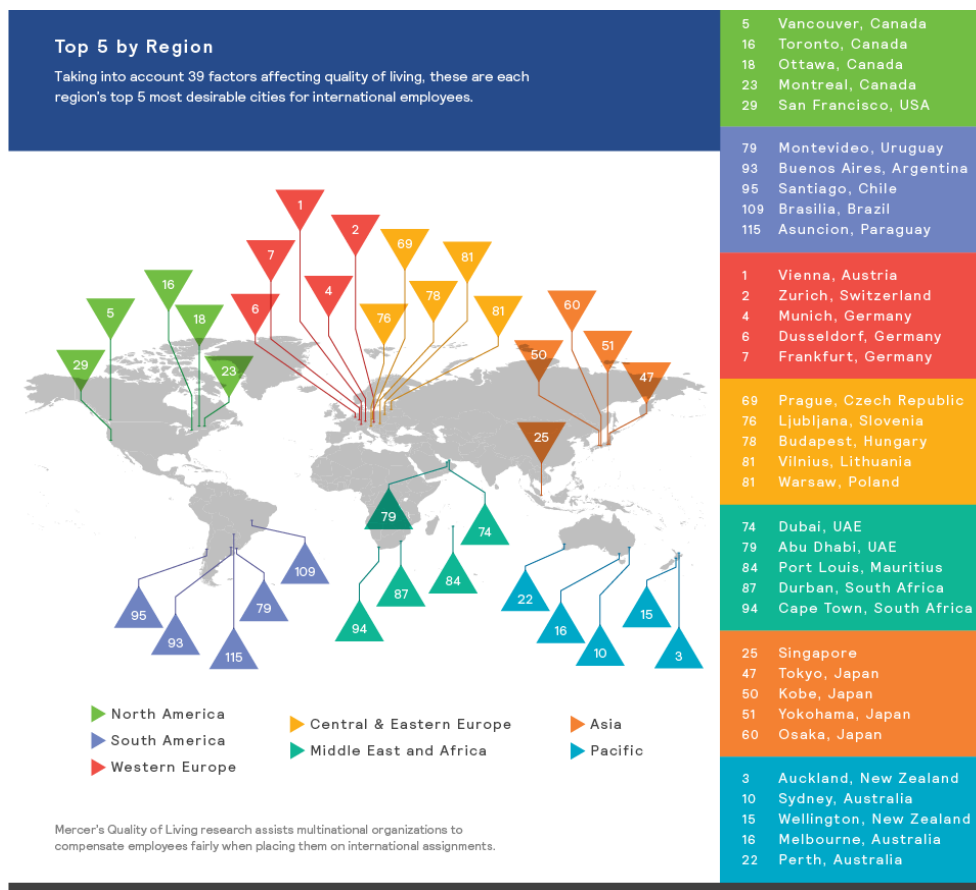 Top 5 by Region
Taking into account 39 factors affecting quality of living, these are each
region's top 5 most desirable cities for international employees.
5 Vancouver, Canada
16 Toronto, Canada
18 Ottawa, Canada
23 Montreal, Canada
29 San Francisco, USA
79 Montevideo, Uruguay
93 Buenos Aires, Argentina
95 Santiago, Chile
109 Brasilia, Brazil
115 Asuncion, Paraguay
1 Vienna, Austria
2 Zurich, Switzerland
4 Munich, Germany
6 Dusseldorf, Germany
7 Frankfurt, Germany
69 Prague, Czech Republic
76 Ljubljana, Slovenia
78 Budapest, Hungary
81 Vilnius, Lithuania
81 Warsaw, Poland
74 Dubai, UAE
79 Abu Dhabi, UAE
84 Port Louis, Mauritius
87 Durban, South Africa
94 Cape Town, South Africa
25 Singapore
47 Tokyo, Japan
50 Kobe, Japan
51 Yokohama, Japan
60 Osaka, Japan
3 Auckland, New Zealand
10 Sydney, Australia
15 Wellington, New Zealand
16 Melbourne, Australia
22 Perth, Australia
1
2
69
7
81
16
4
78
6
60
5
18
76
81
51
29
23
50
47
25
79
74
109
84
95
79
87
22
15
93
94
16
115
10
3
North America
South America
Western Europe
Central & Eastern Europe
Middle East and Africa
Asia
Pacific
Mercer's Quality of Living research assists multinational organizations to
compensate employees fairly when placing them on international assignments.